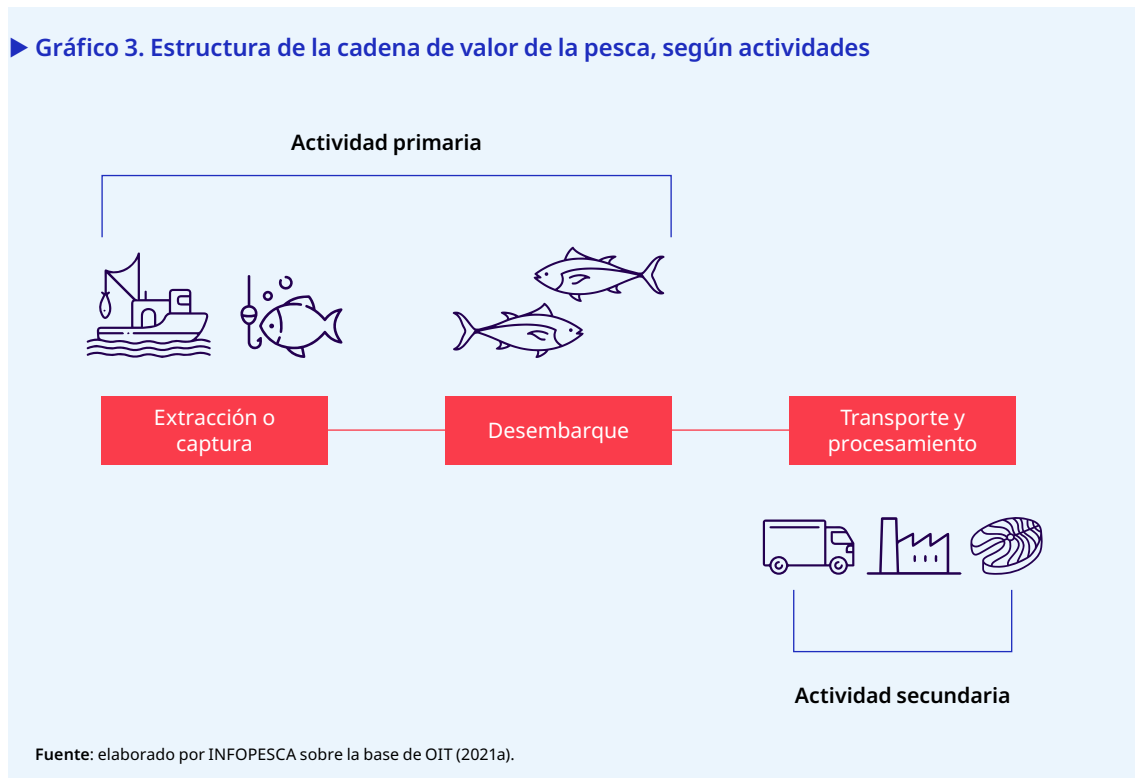 Gráfico 3. Estructura de la cadena de valor de la pesca, según actividades
Actividad primaria
Extracción o
captura
Desembarque
Transporte y
procesamiento
Actividad secundaria
Fuente: elaborado por INFOPESCA sobre la base de OIT (2021a).